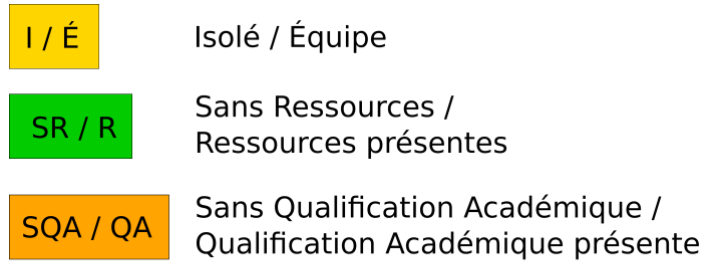 I / É Isolé / Équipe
SR / R Sans Ressources /
Ressources présentes
SQA / QA Sans Qualification Académique /
Qualification Académique présente